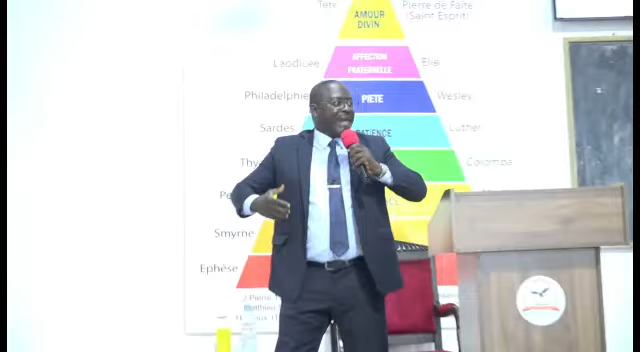 Tête
Pierre de Faîte
(Saint Esprit)
AMOUR
DIVIN
Laodicée
AFFECTION
FRATERNELLE
Elie
Philadelphie
PIETE
Wesley
Sardes
PATIENCE
Luther
Colomba
Smyrne
Ephèse